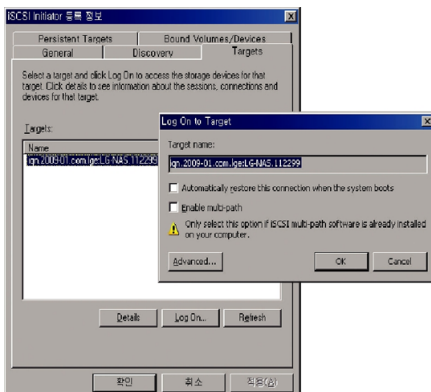 iSCSI Initiator 등록 정보
Persistent Targets
Bound Volumes/Devices
General
Discovery
Targets
Select a target and click Log On to access the storage devices for that
target. Click details to see information about the sessions, connections and
devices for that target.
Targets:
Name
iqn.2009-01.com.lge:LG-NAS.112299
Details
Log On...
Refresh
확인
취소
적용(A)
Log On to Target
Target name:
iqn.2009-01.com.lge:LG-NAS.112299
Automatically restore this connection when the system boots
Enable multi-path
Only select this option if iSCSI multi-path software is already installed
on your computer.
Advanced...
OK
Cancel